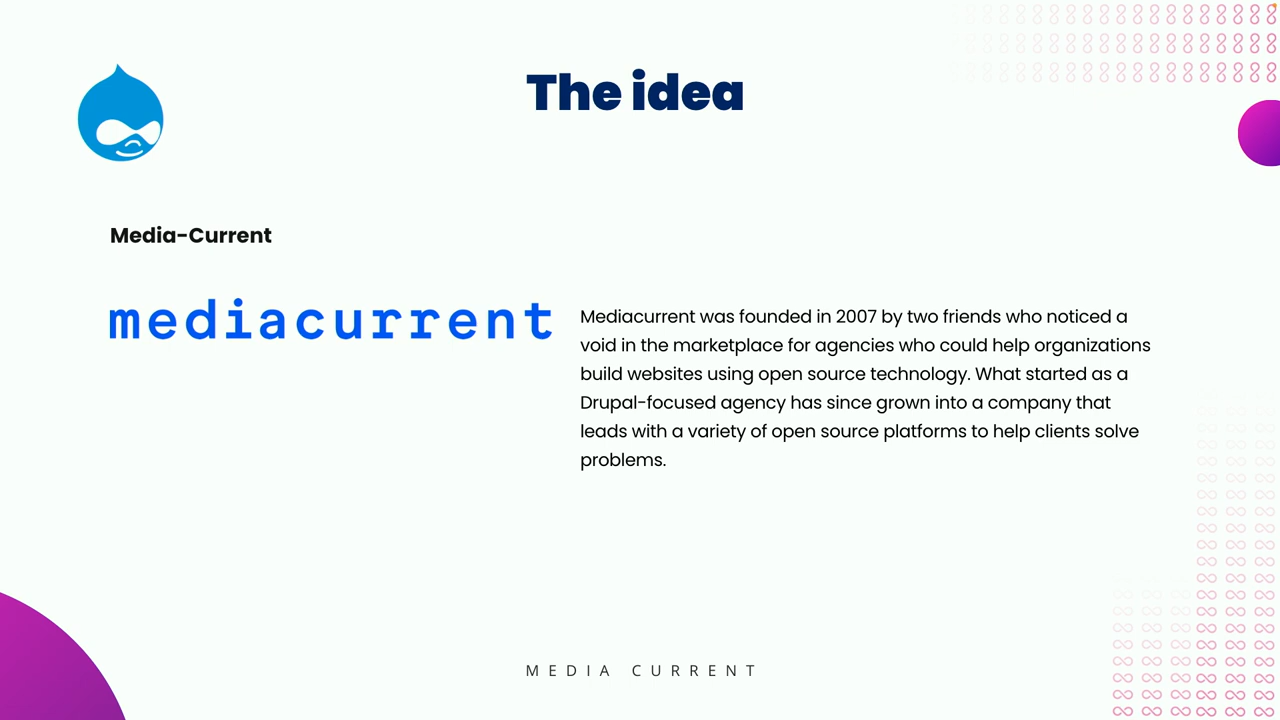 The idea
Media-Current
mediacurrent
Mediacurrent was founded in 2007 by two friends who noticed a
void in the marketplace for agencies who could help organizations
build websites using open source technology. What started as a
Drupal-focused agency has since grown into a company that
leads with a variety of open source platforms to help clients solve
problems.
MEDIA CURRENT